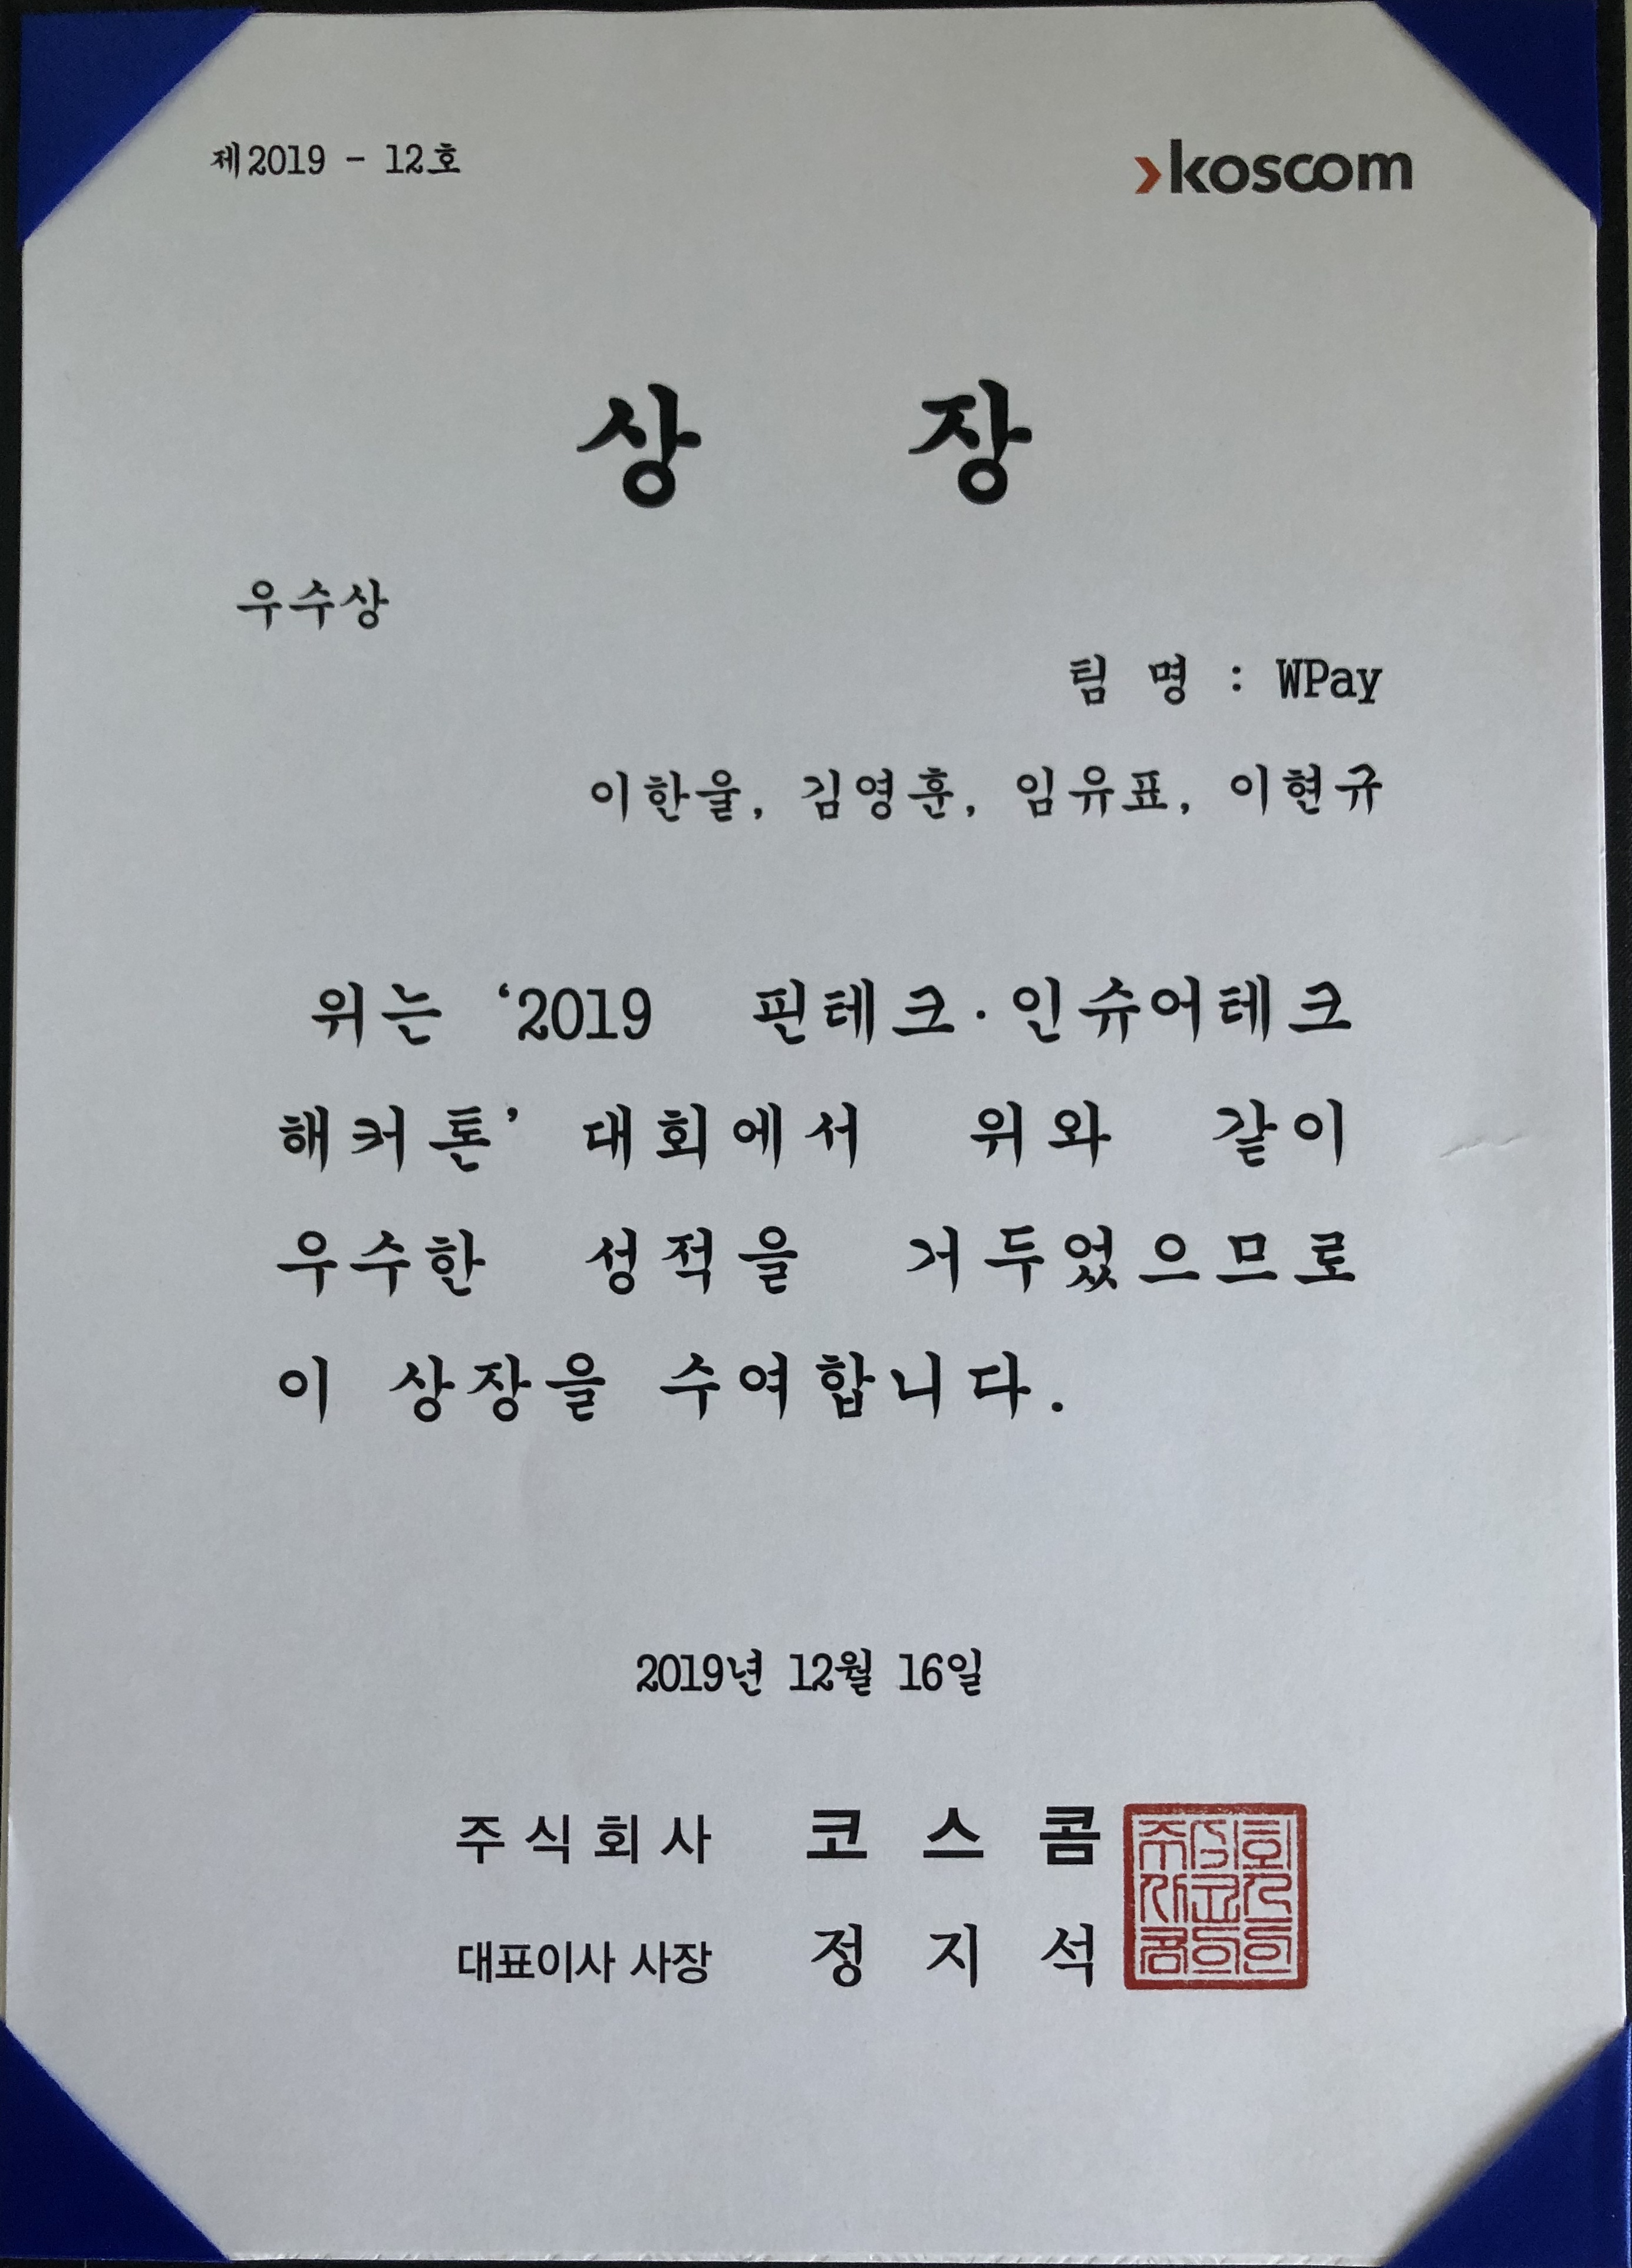 제2019 - 12호
koscom
상 장
우수상
팀 명 : WPay
이한울, 김영훈, 임유표, 이현규
위는 ‘2019 핀테크·인슈어테크
해커톤’ 대회에서 위와 같이
우수한 성적을 거두었으므로
이 상장을 수여합니다.
2019년 12월 16일
주식회사 코스콤
대표이사 사장 정지석